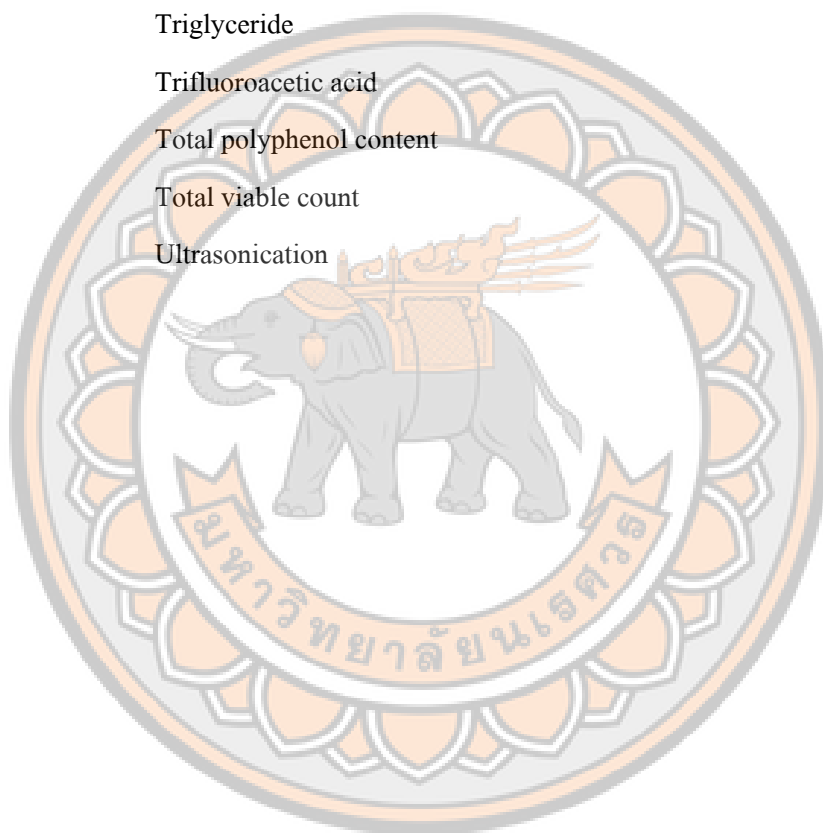 Triglyceride
Trifluoroacetic acid
Total polyphenol content
Total viable count
Ultrasonication
มหาวิทยาลัยนเรศวร